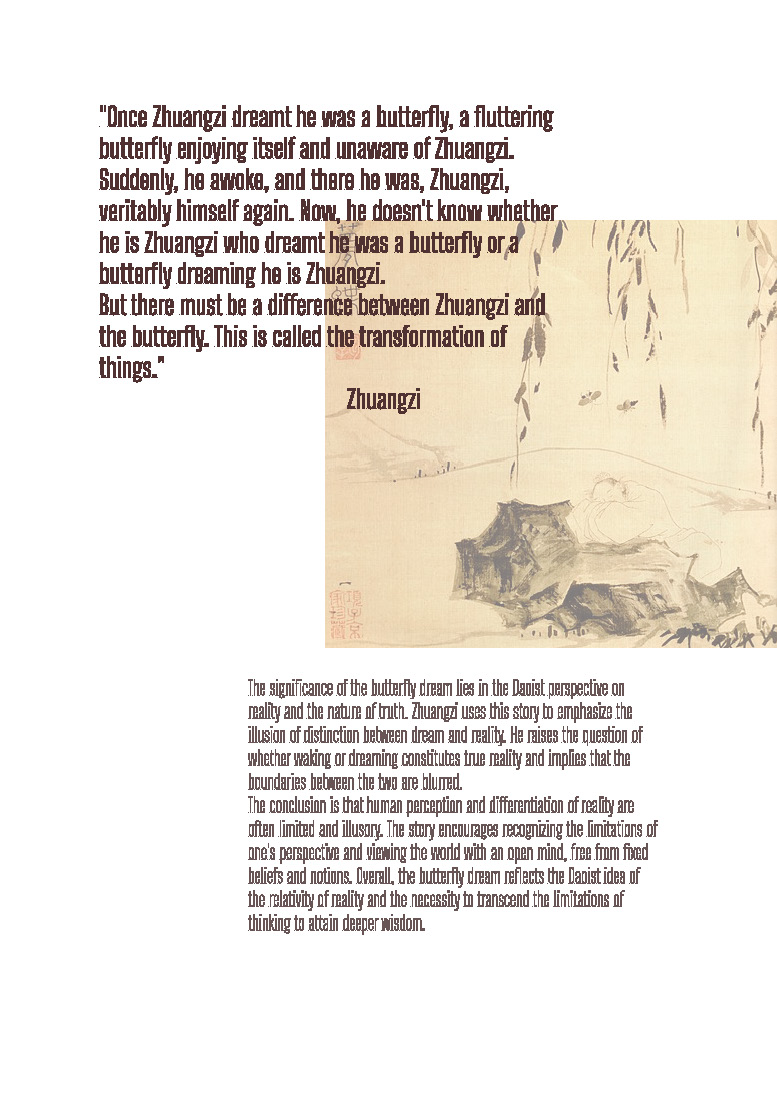 "Once Zhuangzi dreamt he was a butterfly, a fluttering
butterfly enjoying itself and unaware of Zhuangzi.
Suddenly, he awoke, and there he was, Zhuangzi,
veritably himself again. Now, he doesn't know whether
he is Zhuangzi who dreamt he was a butterfly or a
butterfly dreaming he is Zhuangzi.
But there must be a difference between Zhuangzi and
the butterfly. This is called the transformation of
things."
Zhuangzi
The significance of the butterfly dream lies in the Daoist perspective on
reality and the nature of truth. Zhuangzi uses this story to emphasize the
illusion of distinction between dream and reality. He raises the question of
whether waking or dreaming constitutes true reality and implies that the
boundaries between the two are blurred.
The conclusion is that human perception and differentiation of reality are
often limited and illusory. The story encourages recognizing the limitations of
one's perspective and viewing the world with an open mind, free from fixed
beliefs and notions. Overall, the butterfly dream reflects the Daoist idea of
the relativity of reality and the necessity to transcend the limitations of
thinking to attain deeper wisdom.